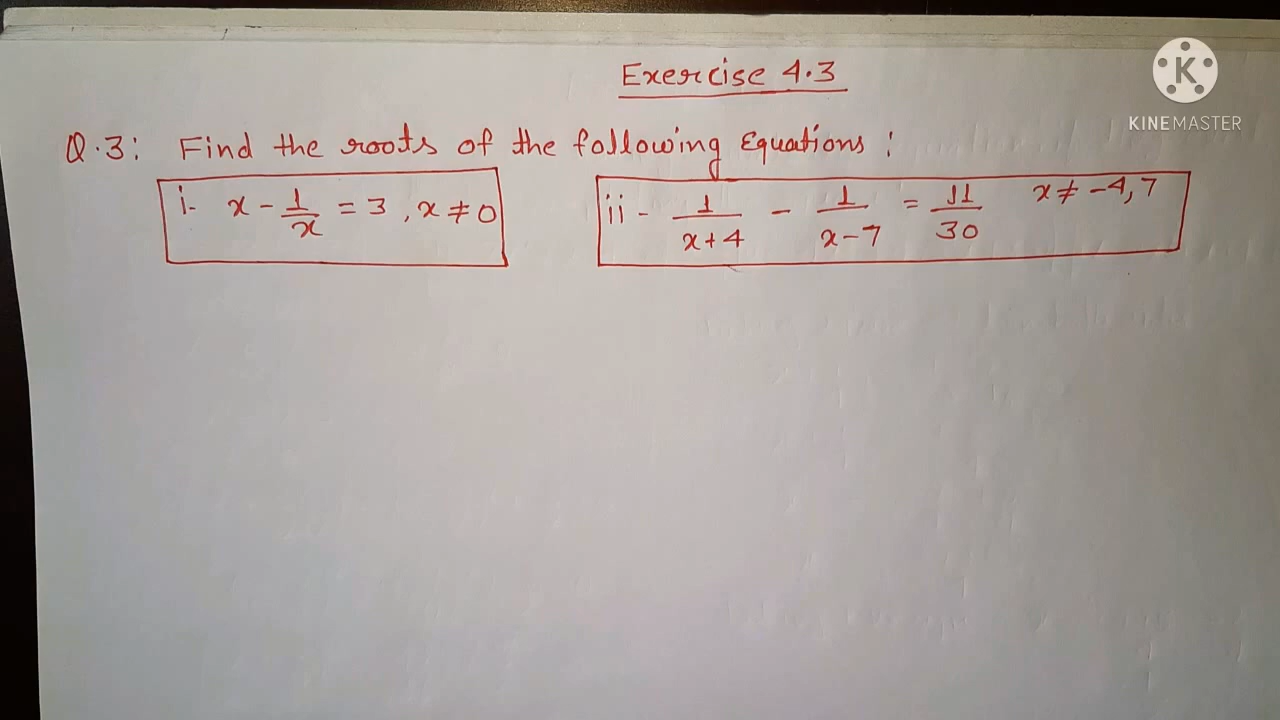 Exercise 4.3
K
KINEMASTER
Q.3: Find the roots of the following Equations :
i- x - 1/x = 3 , x ≠ 0
ii - 1/(x+4) - 1/(x-7) = 11/30 x ≠ -4, 7